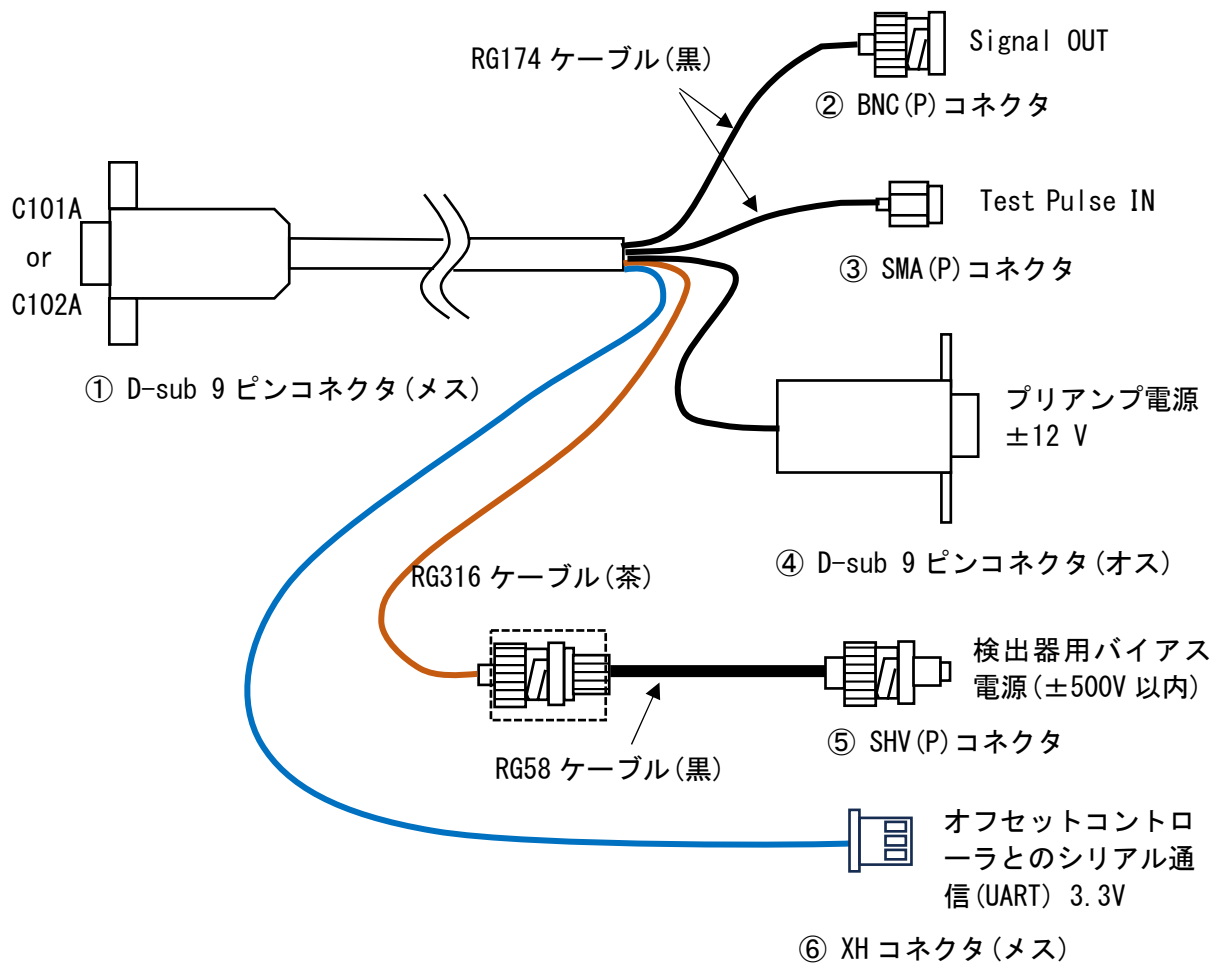 RG174 ケーブル(黒)
Signal OUT
② BNC(P)コネクタ
C101A
or
C102A
Test Pulse IN
③ SMA(P)コネクタ
① D-sub 9 ピンコネクタ(メス)
プリアンプ電源
±12 V
④ D-sub 9 ピンコネクタ(オス)
RG316 ケーブル(茶)
検出器用バイアス
電源(±500V 以内)
⑤ SHV(P)コネクタ
RG58 ケーブル(黒)
オフセットコントロ
ーラとのシリアル通
信(UART) 3.3V
⑥ XH コネクタ(メス)